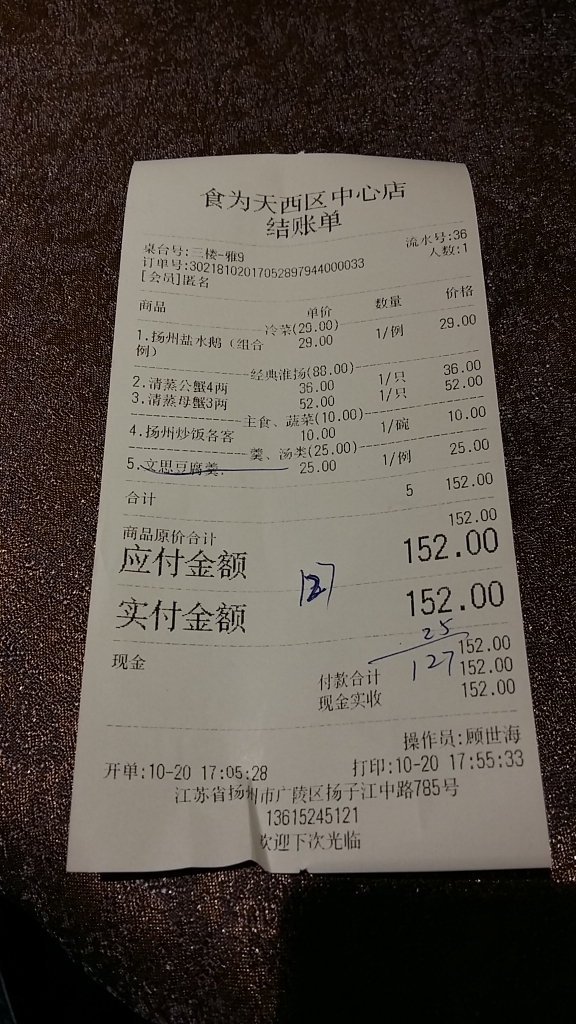 食为天西区中心店
结账单
桌台号:二楼-雅9 流水号:36
订单号:302181020170528979440000​33 人数:1
[会员]匿名
商品 单价 数量 价格
冷菜(29.00)
1.扬州盐水鹅（组合 29.00 1/例 29.00
例）
经典淮扬(88.00)
2.清蒸公蟹4两 36.00 1/只 36.00
3.清蒸母蟹3两 52.00 1/只 52.00
主食、蔬菜(10.00)
4.扬州炒饭各客 10.00 1/碗 10.00
羹、汤类(25.00)
5.文思豆腐羹. 25.00 1/例 25.00
合计 5 152.00
商品原价合计 152.00
应付金额 152.00
实付金额 152.00
25
现金 152.00
127
付款合计 152.00
现金实收 152.00
操作员:顾世海
开单:10-20 17:05:28 打印:10-20 17:55:33
江苏省扬州市广陵区扬子江中路785号
13615245121
欢迎下次光临